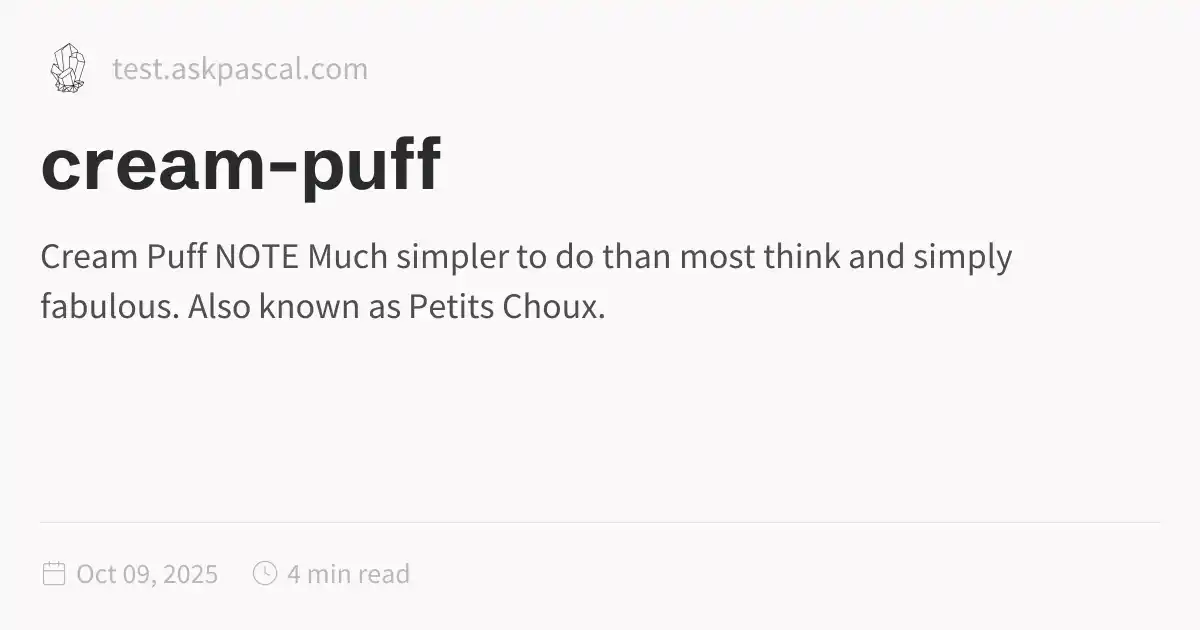 test.askpascal.com
cream-puff
Cream Puff NOTE Much simpler to do than most think and simply
fabulous. Also known as Petits Choux.
Oct 09, 2025 4 min read